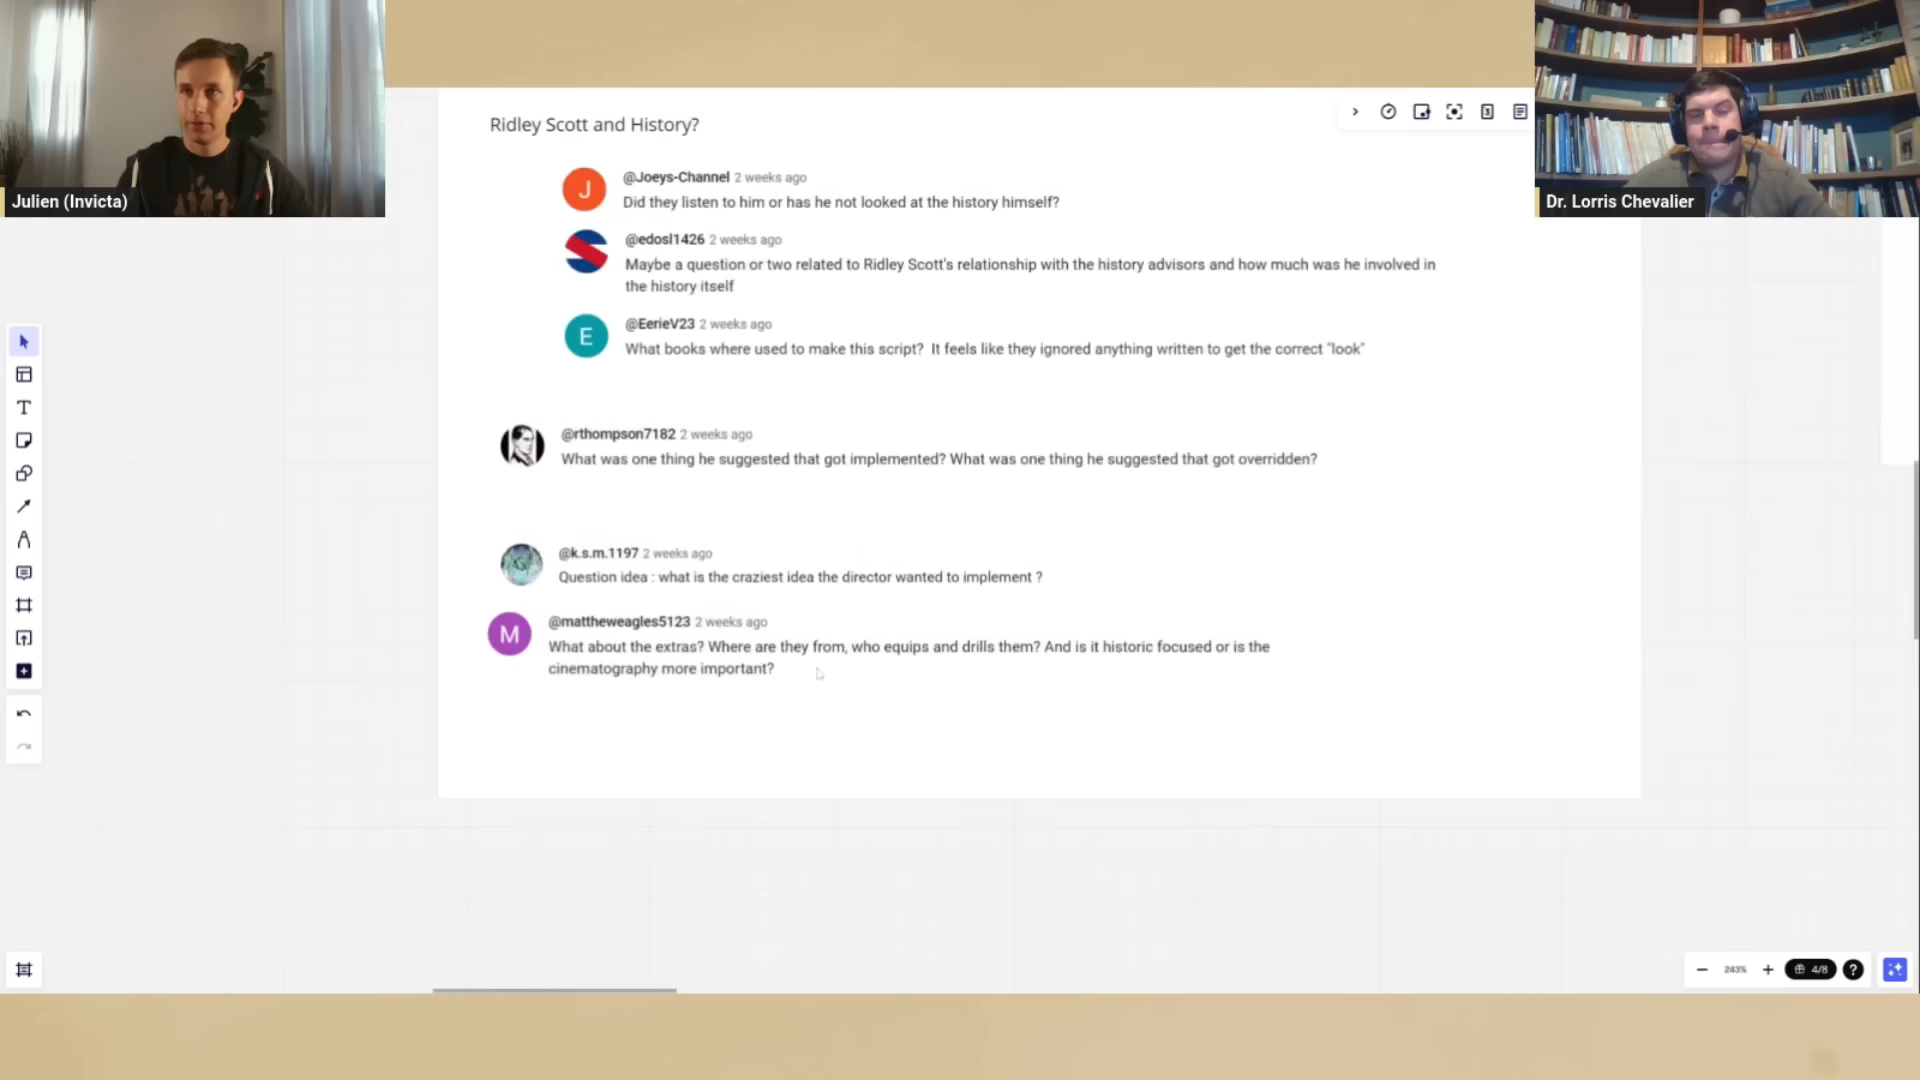 Julien (Invicta)
Dr. Lorris Chevalier
Ridley Scott and History?
J
@Joeys-Channel 2 weeks ago
Did they listen to him or has he not looked at the history himself?
@edosl1426 2 weeks ago
Maybe a question or two related to Ridley Scott's relationship with the history advisors and how much was he involved in
the history itself
E
@EerieV23 2 weeks ago
What books where used to make this script? It feels like they ignored anything written to get the correct "look"
@rthompson7182 2 weeks ago
What was one thing he suggested that got implemented? What was one thing he suggested that got overridden?
@k.s.m.1197 2 weeks ago
Question idea : what is the craziest idea the director wanted to implement ?
M
@mattheweagles5123 2 weeks ago
What about the extras? Where are they from, who equips and drills them? And is it historic focused or is the
cinematography more important?
243%
4/8
?